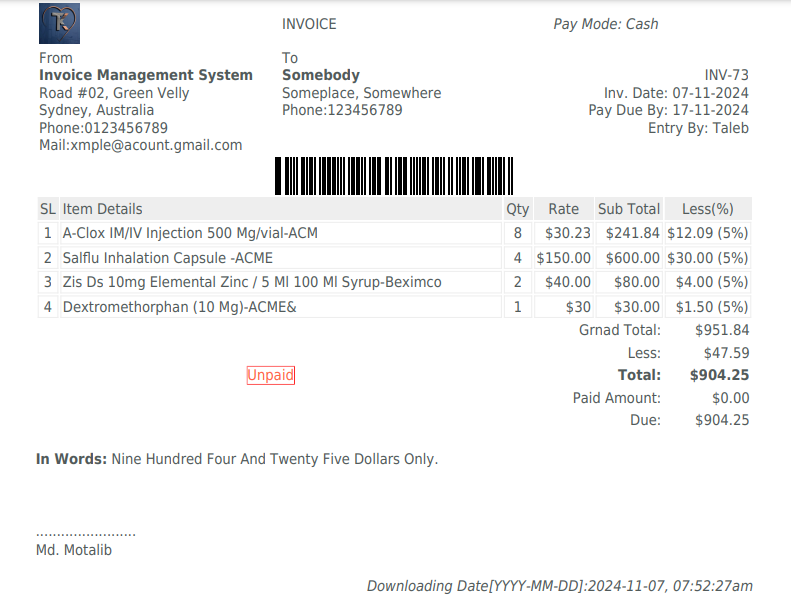 INVOICE
Pay Mode: Cash
From
Invoice Management System
Road #02, Green Velly
Sydney, Australia
Phone:0123456789
Mail:xmple@acount.gmail.com
To
Somebody
Someplace, Somewhere
Phone:123456789
INV-73
Inv. Date: 07-11-2024
Pay Due By: 17-11-2024
Entry By: Taleb
SL Item Details Qty Rate Sub Total Less(%)
1 A-Clox IM/IV Injection 500 Mg/vial-ACM 8 $30.23 $241.84 $12.09 (5%)
2 Salflu Inhalation Capsule -ACME 4 $150.00 $600.00 $30.00 (5%)
3 Zis Ds 10mg Elemental Zinc / 5 Ml 100 Ml Syrup-Beximco 2 $40.00 $80.00 $4.00 (5%)
4 Dextromethorphan (10 Mg)-ACME& 1 $30 $30.00 $1.50 (5%)
Grnad Total: $951.84
Less: $47.59
Unpaid
Total: $904.25
Paid Amount: $0.00
Due: $904.25
In Words: Nine Hundred Four And Twenty Five Dollars Only.
........................
Md. Motalib
Downloading Date[YYYY-MM-DD]:2024-11-07, 07:52:27am